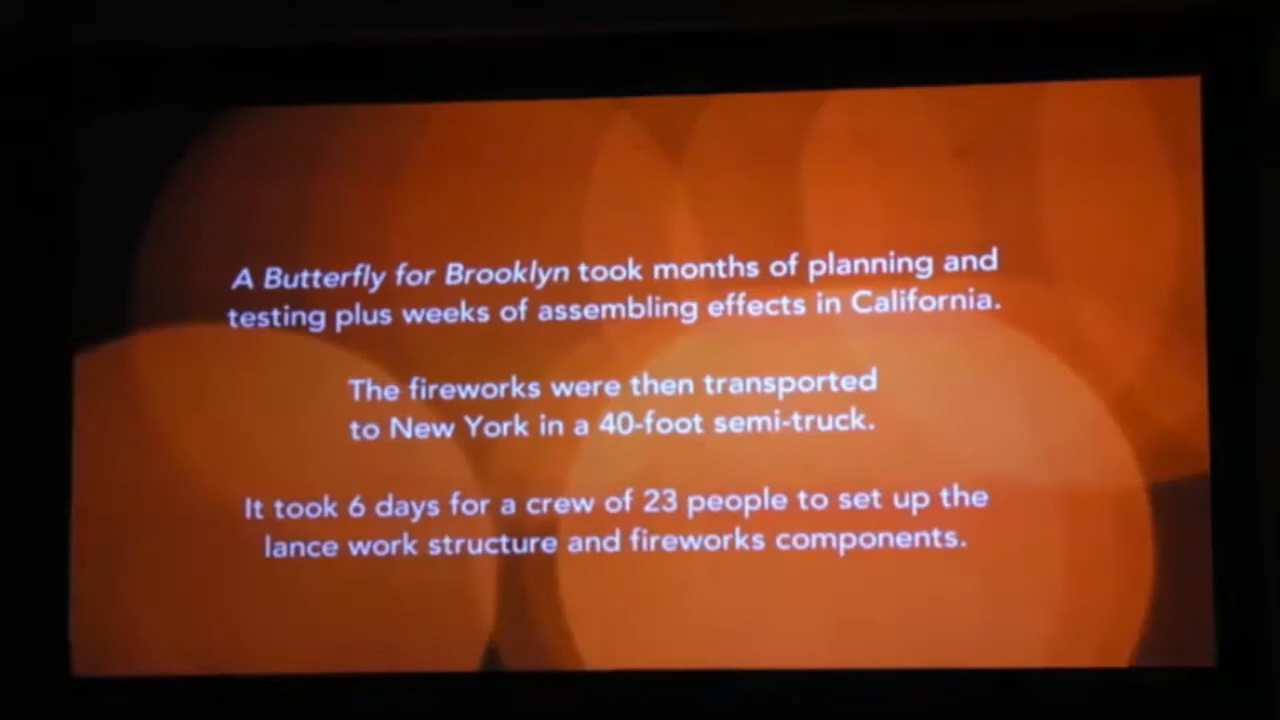 A Butterfly for Brooklyn took months of planning and
testing plus weeks of assembling effects in California.
The fireworks were then transported
to New York in a 40-foot semi-truck.
It took 6 days for a crew of 23 people to set up the
lance work structure and fireworks components.